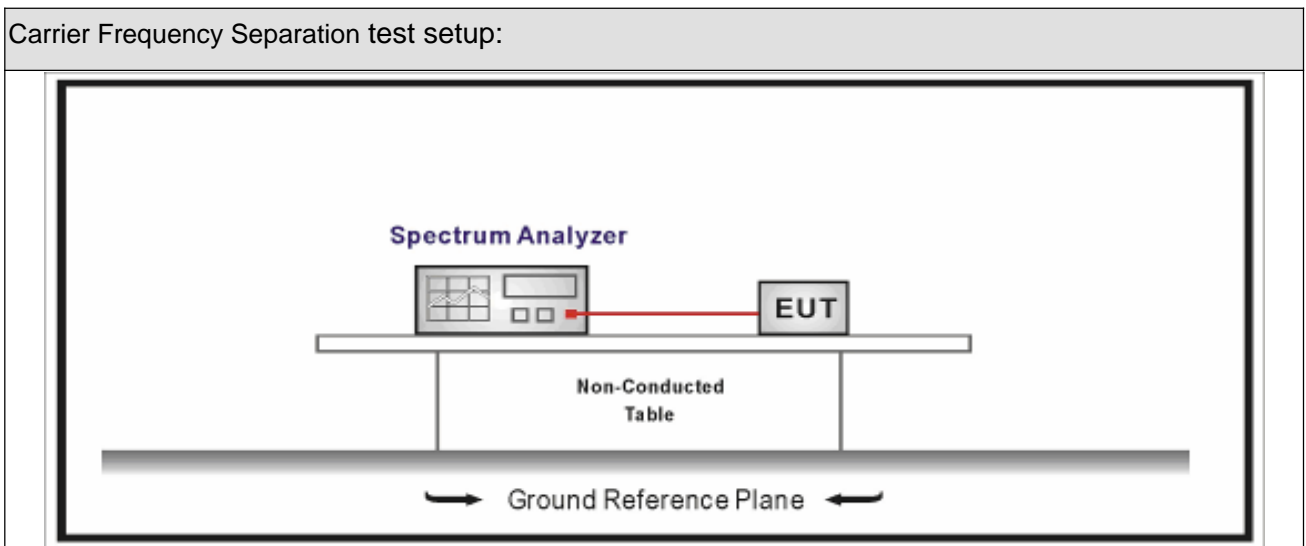 Carrier Frequency Separation test setup:
Spectrum Analyzer
EUT
Non-Conducted
Table
Ground Reference Plane